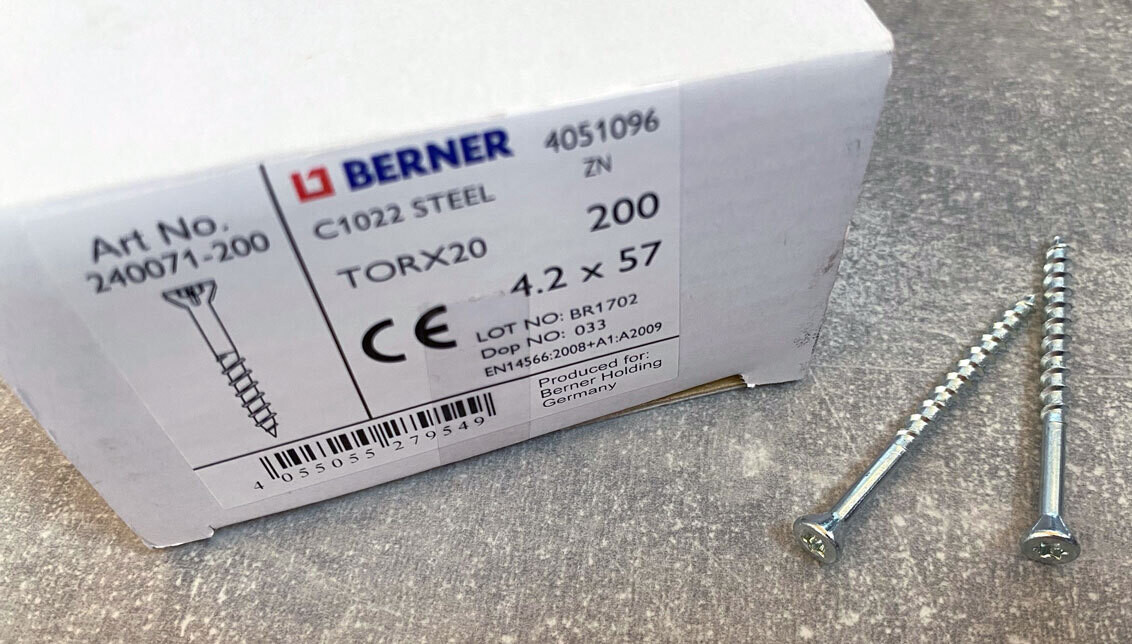 Art No.
240071-200
BERNER
4051096
C1022 STEEL
ZN
TORX20
200
4.2 x 57
CE
LOT NO: BR1702
Dop NO: 033
EN14566:2008+A1:A2009
Produced for:
Berner Holding
Germany
4 055055 279549